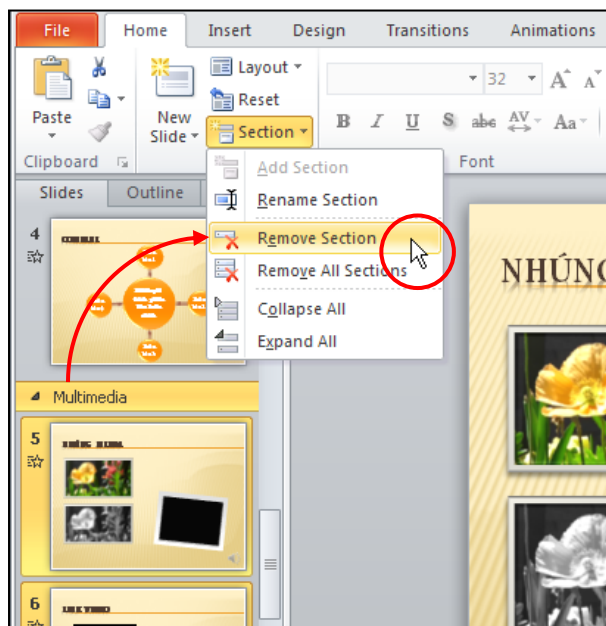 File Home Insert Design Transitions Animations
Layout
Reset
Section
Paste
New
Slide
32 A A
B I U S abc AV Aa
Clipboard Font
Add Section
Rename Section
Remove Section
Remove All Sections
Collapse All
Expand All
Slides Outline
4
Multimedia
5
6
NHÚNG